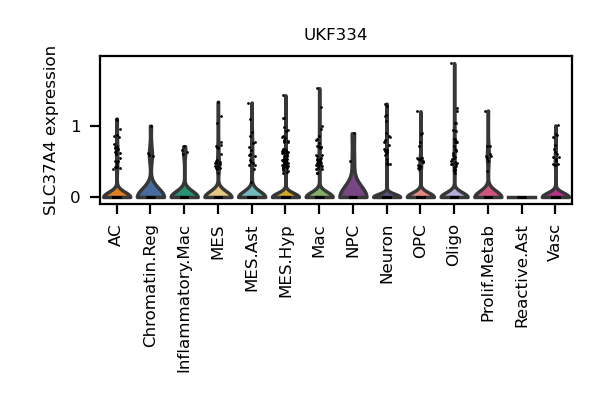 UKF334
SLC37A4 expression
1
0
AC
Chromatin.Reg
Inflammatory.Mac
MES
MES.Ast
MES.Hyp
Mac
NPC
Neuron
OPC
Oligo
Prolif.Metab
Reactive.Ast
Vasc